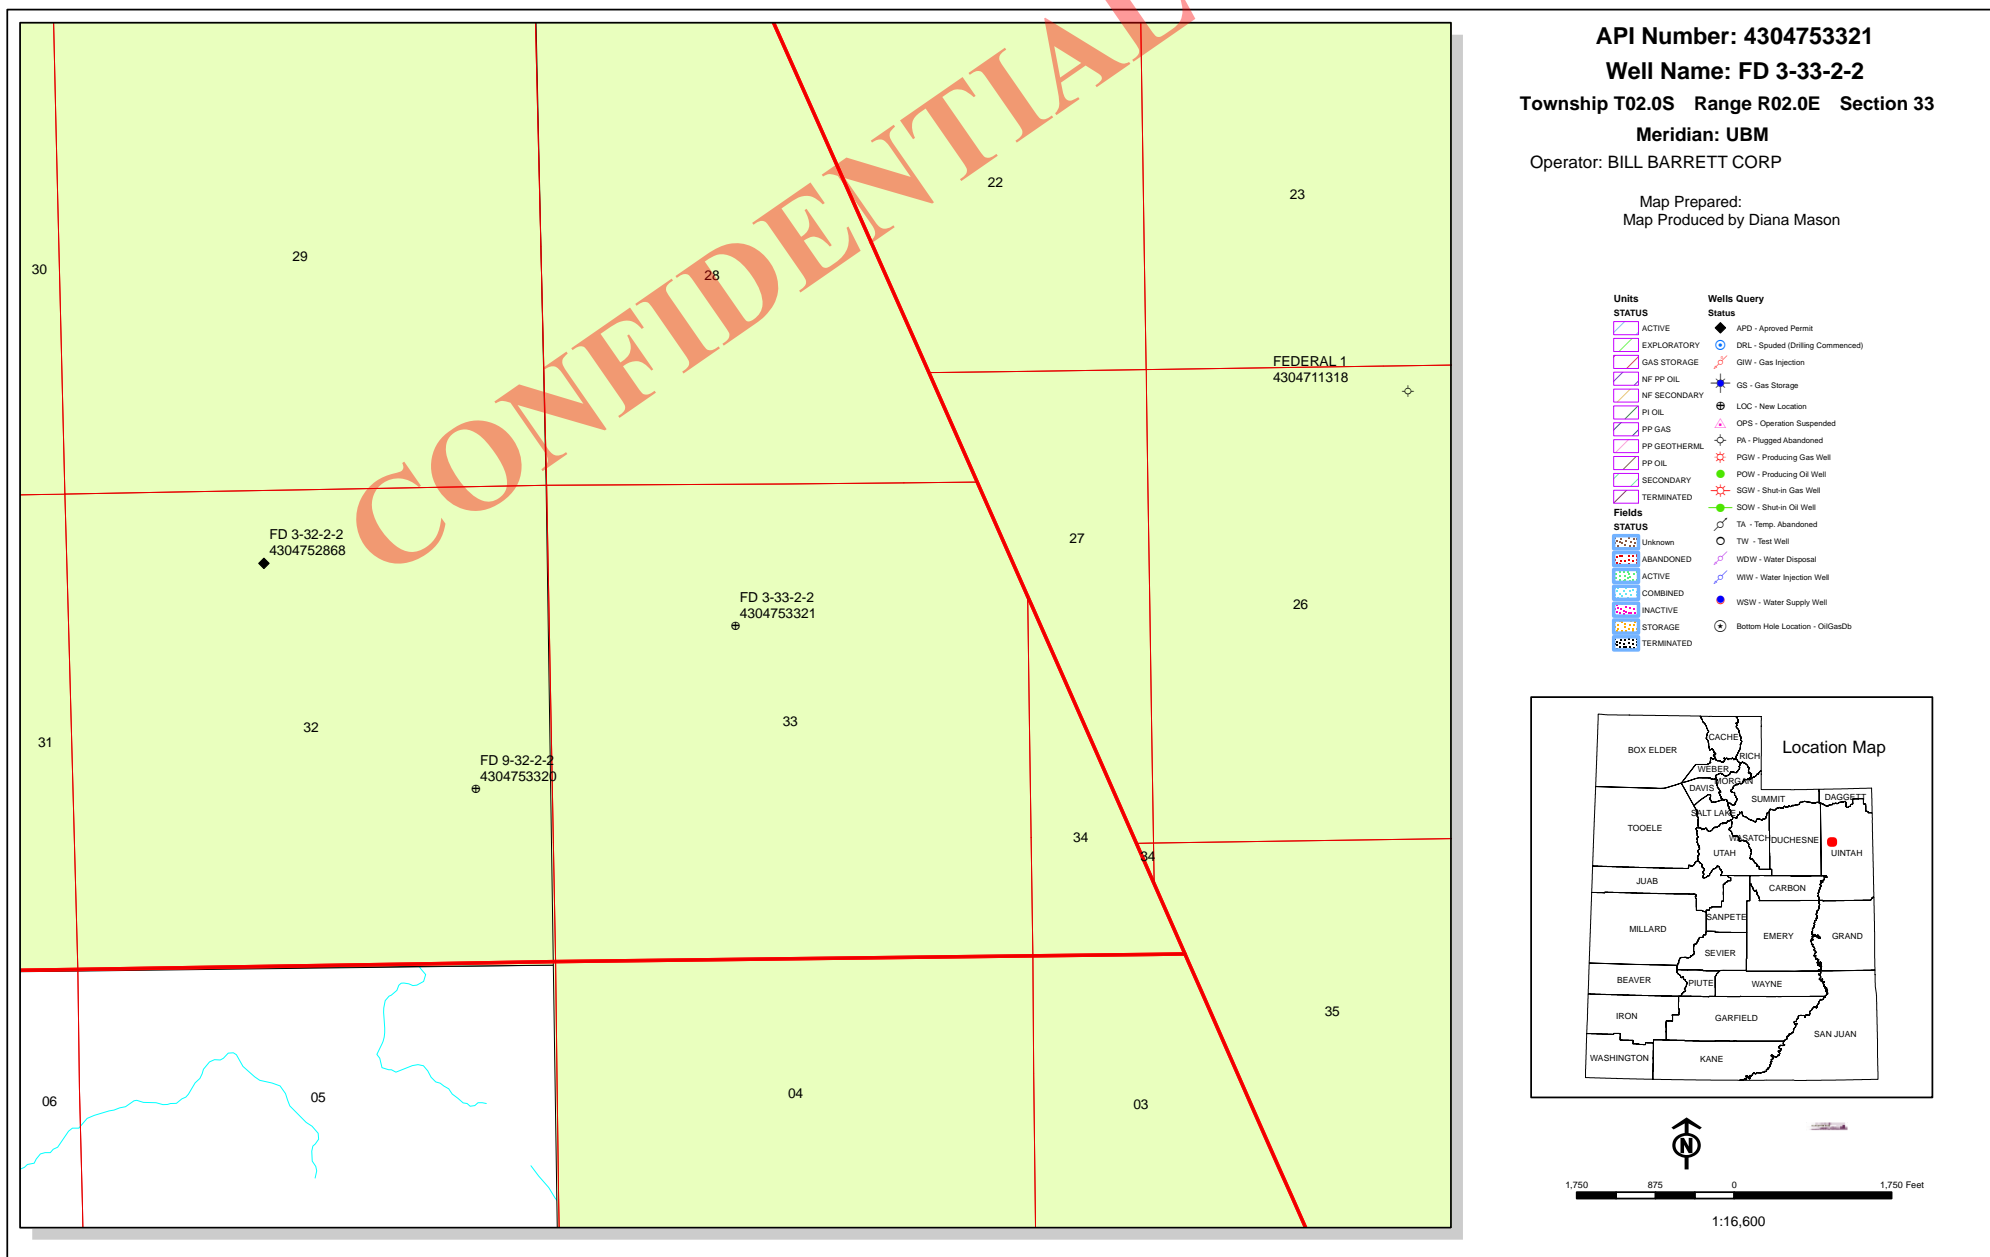 API Number: 4304753321
Well Name: FD 3-33-2-2
Township T02.0S Range R02.0E Section 33
Meridian: UBM
Operator: BILL BARRETT CORP
Map Prepared:
Map Produced by Diana Mason
CONFIDENTIAL
22
23
29
30
28
FEDERAL 1
4304711318
FD 3-32-2-2
4304752868
27
FD 3-33-2-2
4304753321
26
33
32
31
FD 9-32-2-2
4304753320
34
34
35
04
05
06
03
Units
STATUS
ACTIVE
EXPLORATORY
GAS STORAGE
NF PP OIL
NF SECONDARY
PI OIL
PP GAS
PP GEOTHERML
PP OIL
SECONDARY
TERMINATED
Fields
STATUS
Unknown
ABANDONED
ACTIVE
COMBINED
INACTIVE
STORAGE
TERMINATED
Wells Query
Status
APD - Aproved Permit
DRL - Spuded (Drilling Commenced)
GIW - Gas Injection
GS - Gas Storage
LOC - New Location
OPS - Operation Suspended
PA - Plugged Abandoned
PGW - Producing Gas Well
POW - Producing Oil Well
SGW - Shut-in Gas Well
SOW - Shut-in Oil Well
TA - Temp. Abandoned
TW - Test Well
WDW - Water Disposal
WIW - Water Injection Well
WSW - Water Supply Well
Bottom Hole Location - OilGasDb
Location Map
CACHE
BOX ELDER
RICH
WEBER
MORGAN
DAVIS
SUMMIT
DAGGETT
SALT LAKE
TOOELE
WASATCH
DUCHESNE
UTAH
UINTAH
JUAB
CARBON
SANPETE
MILLARD
EMERY
GRAND
SEVIER
BEAVER
PIUTE
WAYNE
IRON
GARFIELD
SAN JUAN
WASHINGTON
KANE
N
1,750 875 0 1,750 Feet
1:16,600